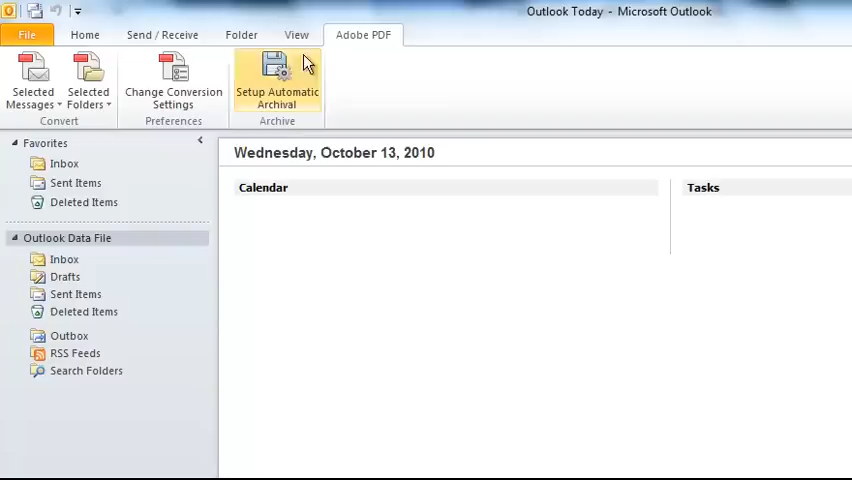 Outlook Today - Microsoft Outlook
File Home Send / Receive Folder View Adobe PDF
Selected Messages
Selected Folders
Change Conversion Settings
Setup Automatic Archival
Convert Preferences Archive
Favorites
Inbox
Sent Items
Deleted Items
Outlook Data File
Inbox
Drafts
Sent Items
Deleted Items
Outbox
RSS Feeds
Search Folders
Wednesday, October 13, 2010
Calendar Tasks